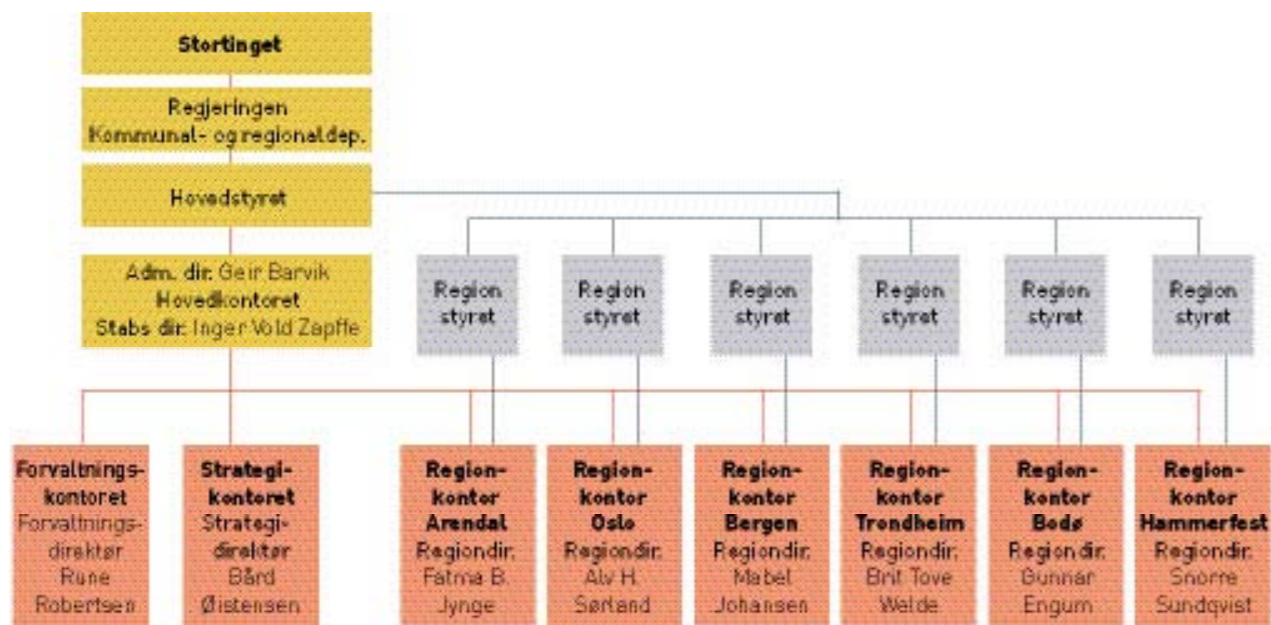 Stortinget
Regjeringen
Kommunal- og regionaldep.
Hovedstyret
Adm. dir. Geir Barvik
Hovedkontoret
Stabs dir. Inger Vold Zapffe
Region
styret
Region
styret
Region
styret
Region
styret
Region
styret
Region
styret
Forvaltnings-
kontoret
Forvaltnings-
direktør
Rune
Robertsen
Strategi-
kontoret
Strategi-
direktør
Bård
Øistensen
Region-
kontor
Arendal
Regiondir.
Fatma B.
Jynge
Region-
kontor
Oslo
Regiondir.
Alv H.
Sørland
Region-
kontor
Bergen
Regiondir.
Mabel
Johansen
Region-
kontor
Trondheim
Regiondir.
Brit Tove
Welde
Region-
kontor
Bodø
Regiondir.
Gunnar
Engum
Region-
kontor
Hammerfest
Regiondir.
Snorre
Sundqvist